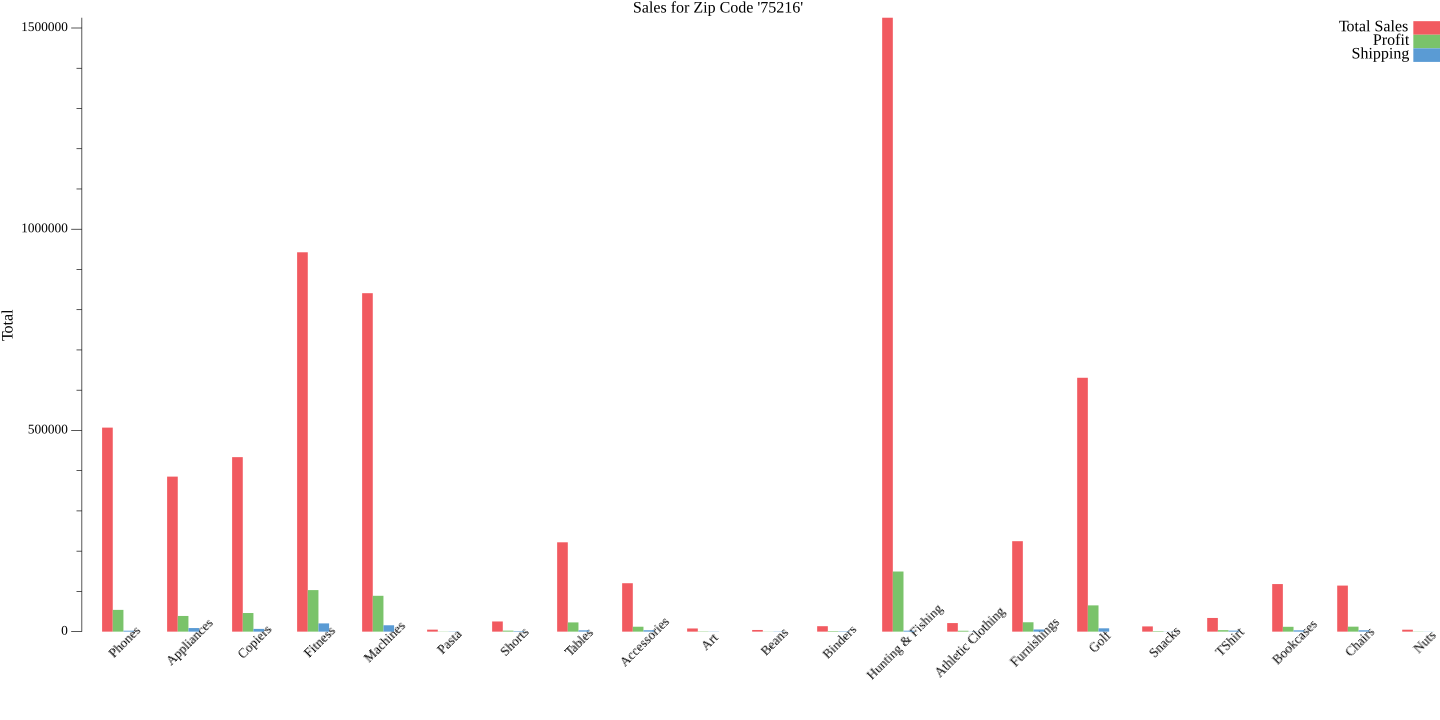 Sales for Zip Code '75216'
Total Sales
Profit
Shipping
Total
1500000
1000000
500000
0
Phones
Appliances
Copiers
Fitness
Machines
Pasta
Shorts
Tables
Accessories
Art
Beans
Binders
Hunting & Fishing
Athletic Clothing
Furnishings
Golf
Snacks
TShirt
Bookcases
Chairs
Nuts